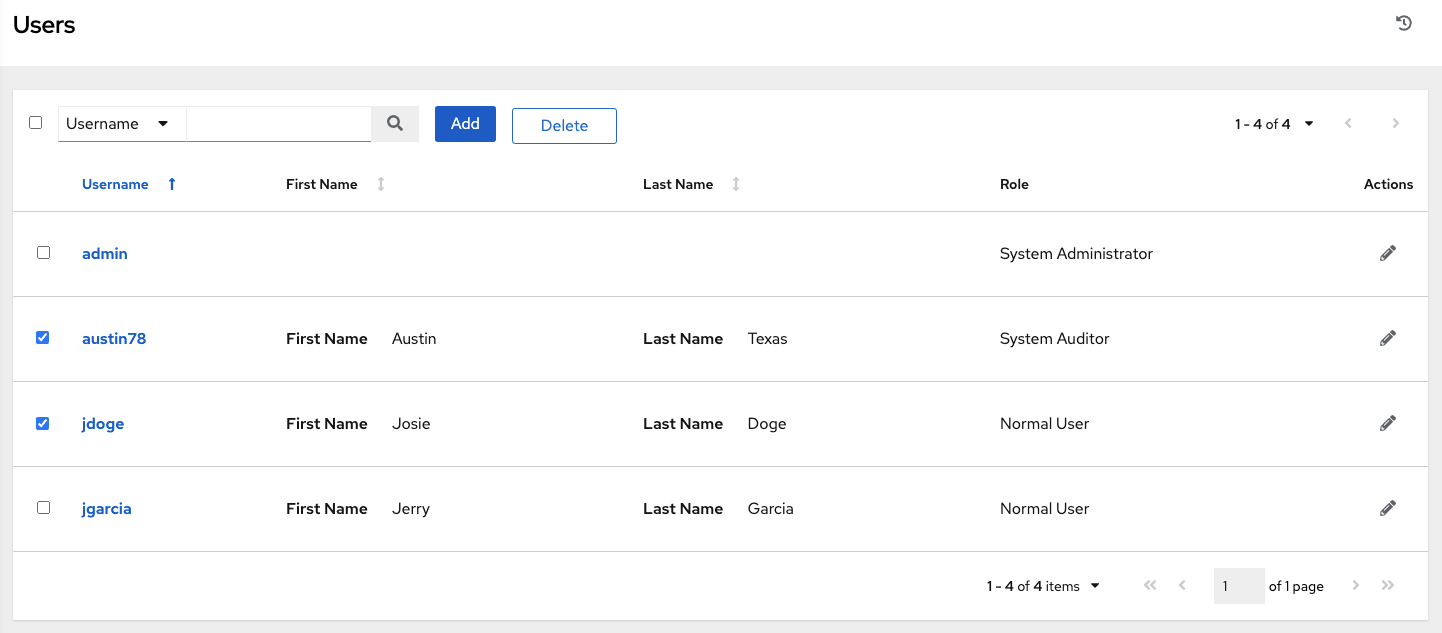 Users
Username Add Delete 1 - 4 of 4
Username First Name Last Name Role Actions
admin System Administrator
austin78 First Name Austin Last Name Texas System Auditor
jdoge First Name Josie Last Name Doge Normal User
jgarcia First Name Jerry Last Name Garcia Normal User
1 - 4 of 4 items 1 of 1 page